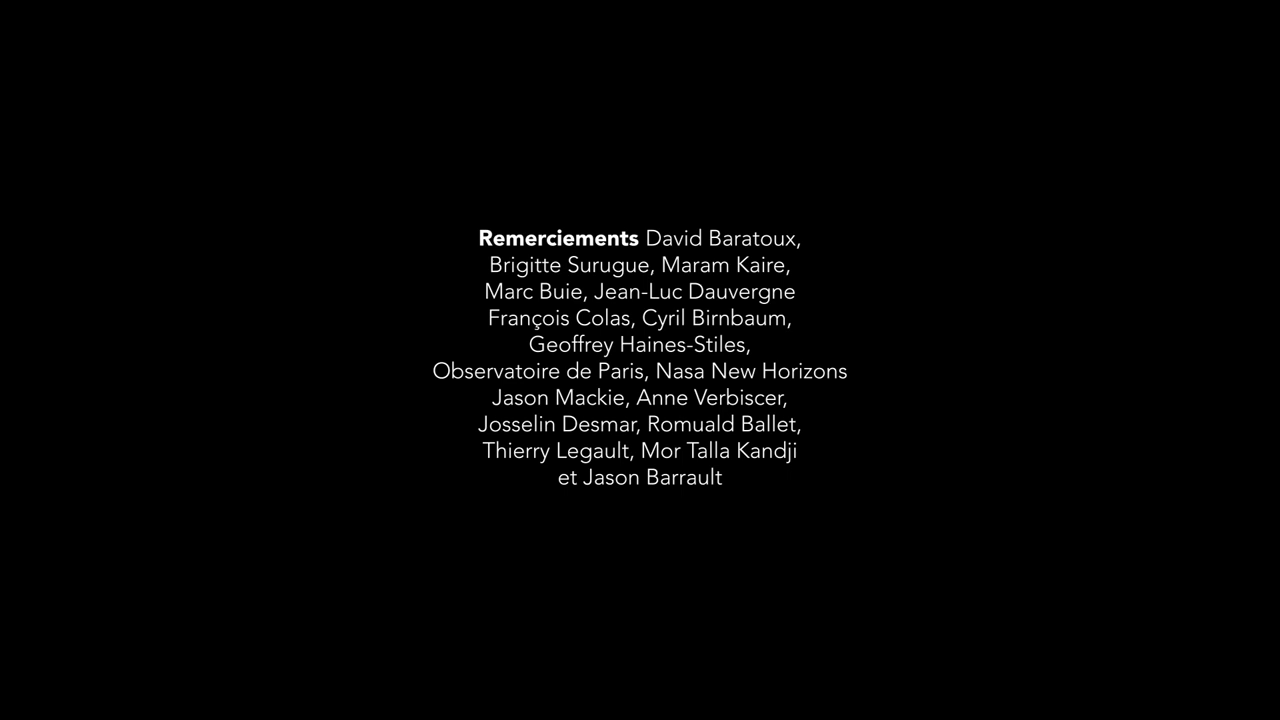 Remerciements David Baratoux,
Brigitte Surugue, Maram Kaire,
Marc Buie, Jean-Luc Dauvergne
François Colas, Cyril Birnbaum,
Geoffrey Haines-Stiles,
Observatoire de Paris, Nasa New Horizons
Jason Mackie, Anne Verbiscer,
Josselin Desmar, Romuald Ballet,
Thierry Legault, Mor Talla Kandji
et Jason Barrault